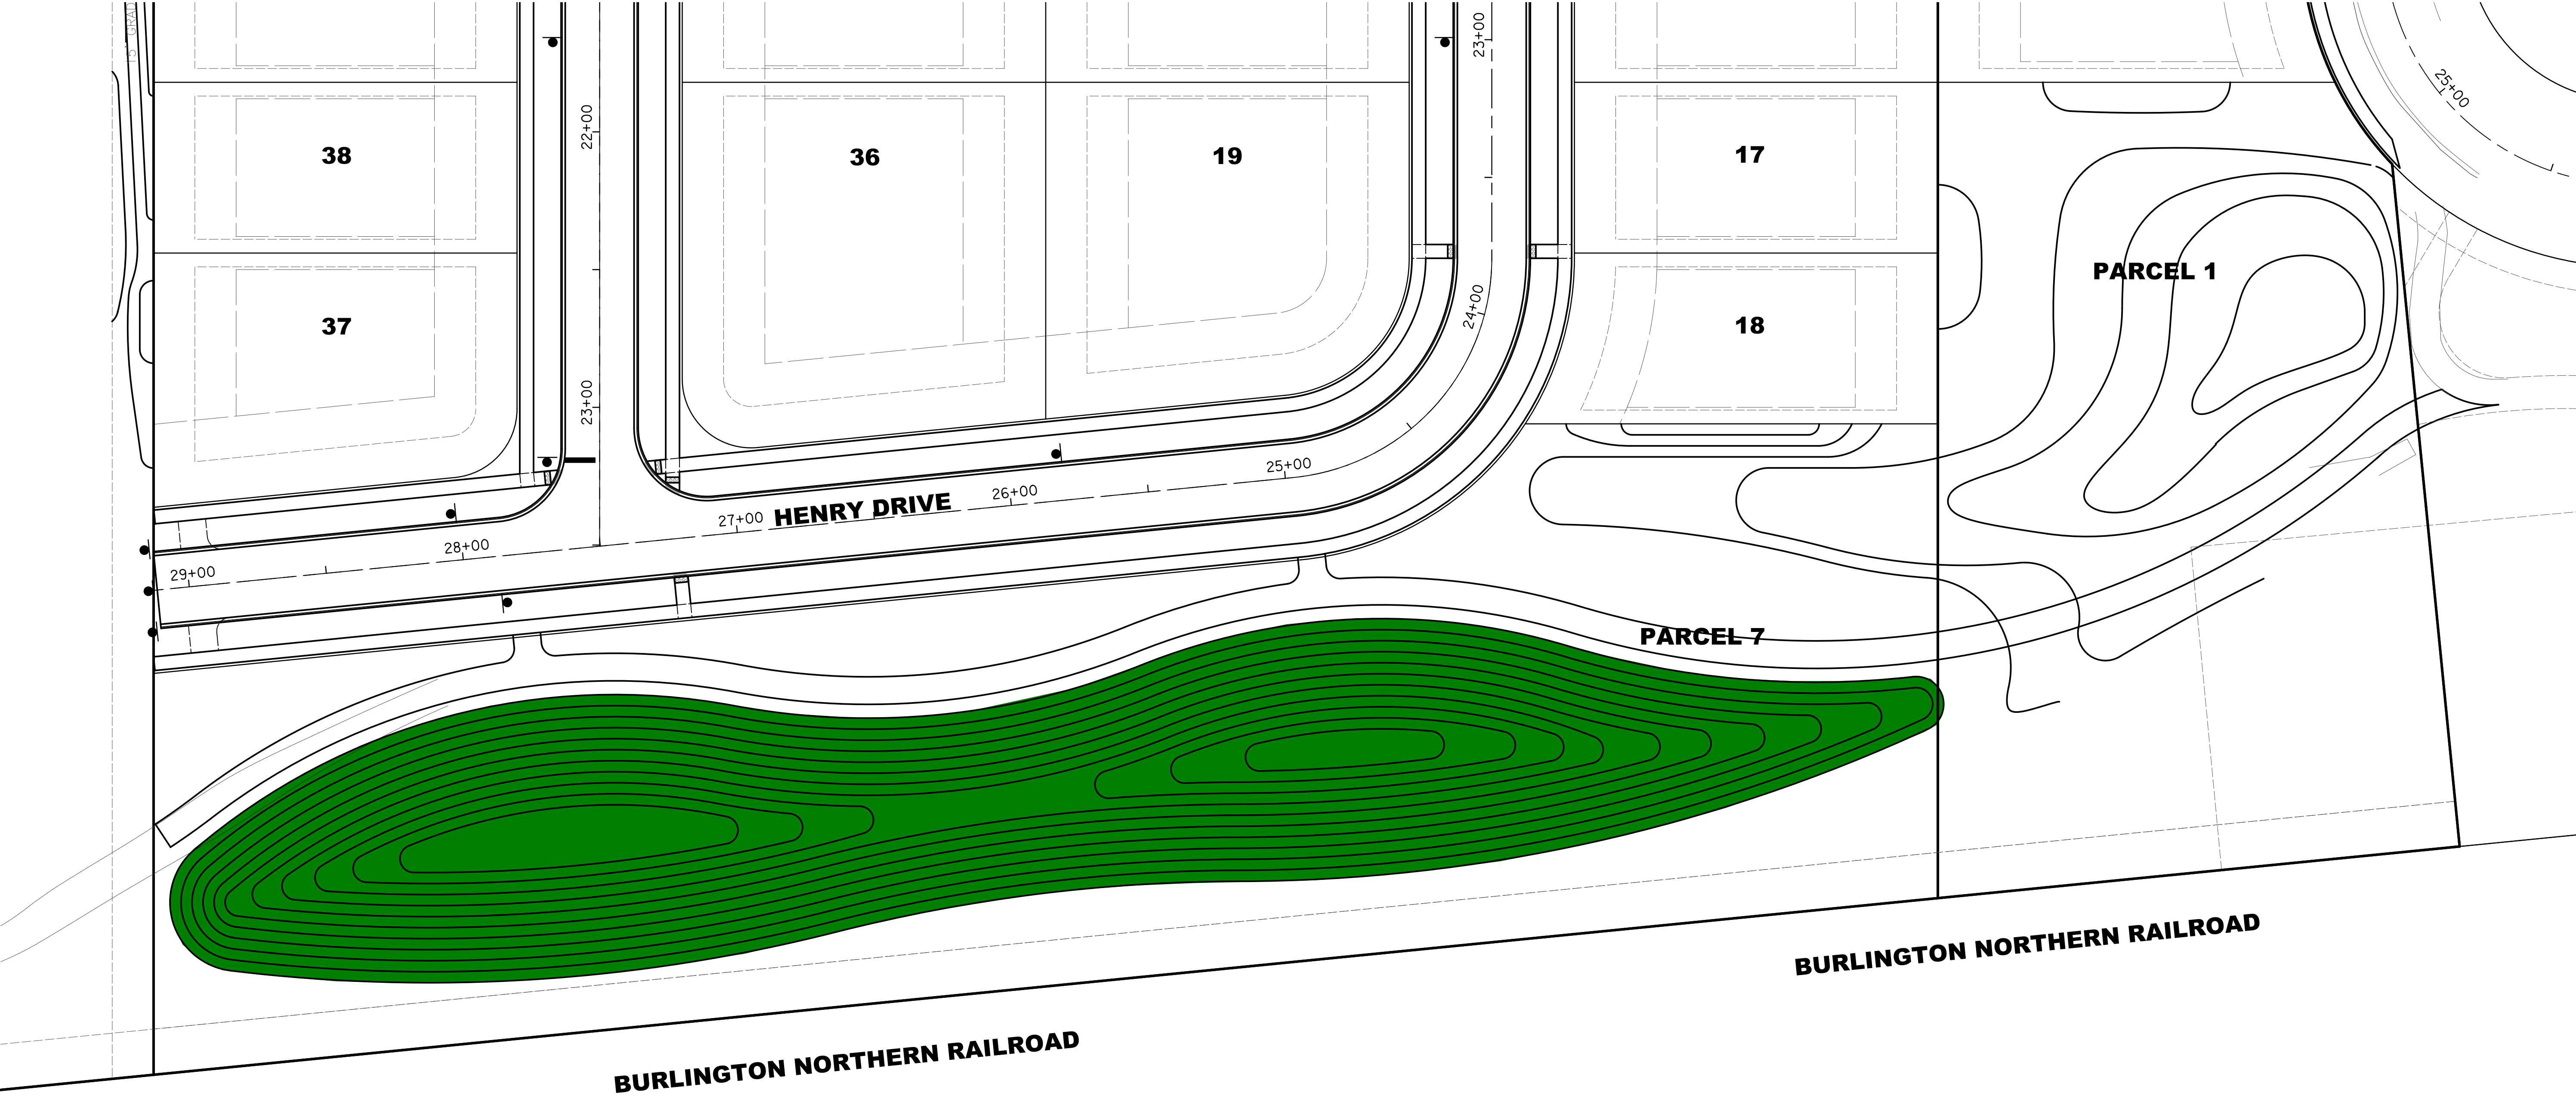 15' GRAD
23+00
25+00
22+00
38
36
19
17
PARCEL 1
24+00
37
18
23+00
25+00
26+00
HENRY DRIVE
27+00
28+00
29+00
PARCEL 7
BURLINGTON NORTHERN RAILROAD
BURLINGTON NORTHERN RAILROAD